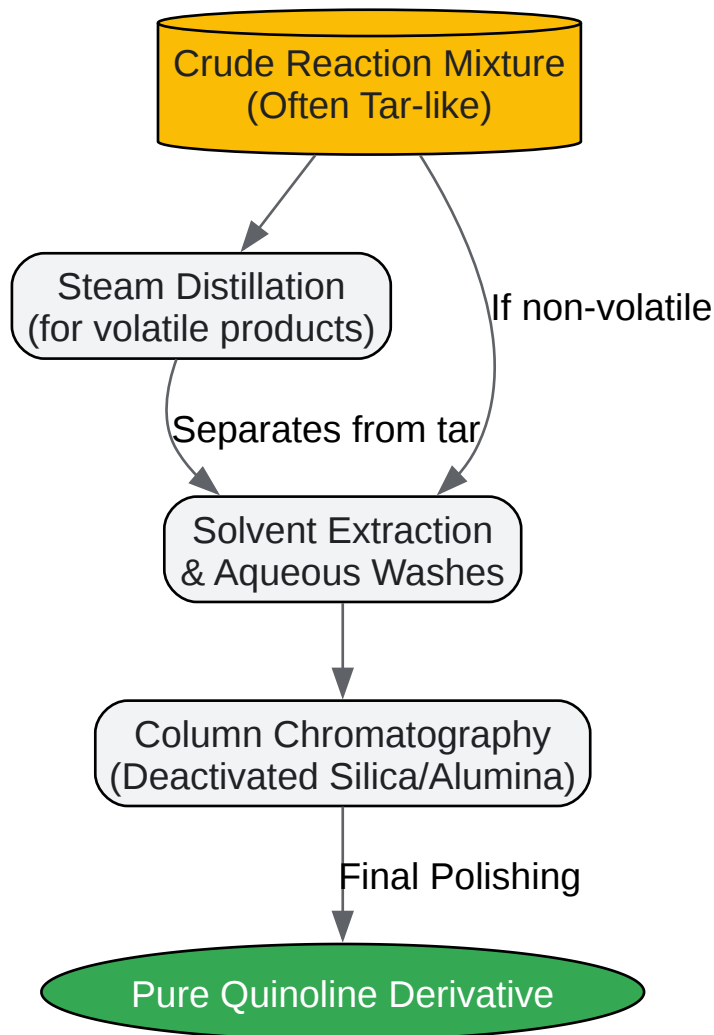 Crude Reaction Mixture
(Often Tar-like)
Steam Distillation
(for volatile products)
If non-volatile
Separates from tar
Solvent Extraction
& Aqueous Washes
Column Chromatography
(Deactivated Silica/Alumina)
Final Polishing
Pure Quinoline Derivative